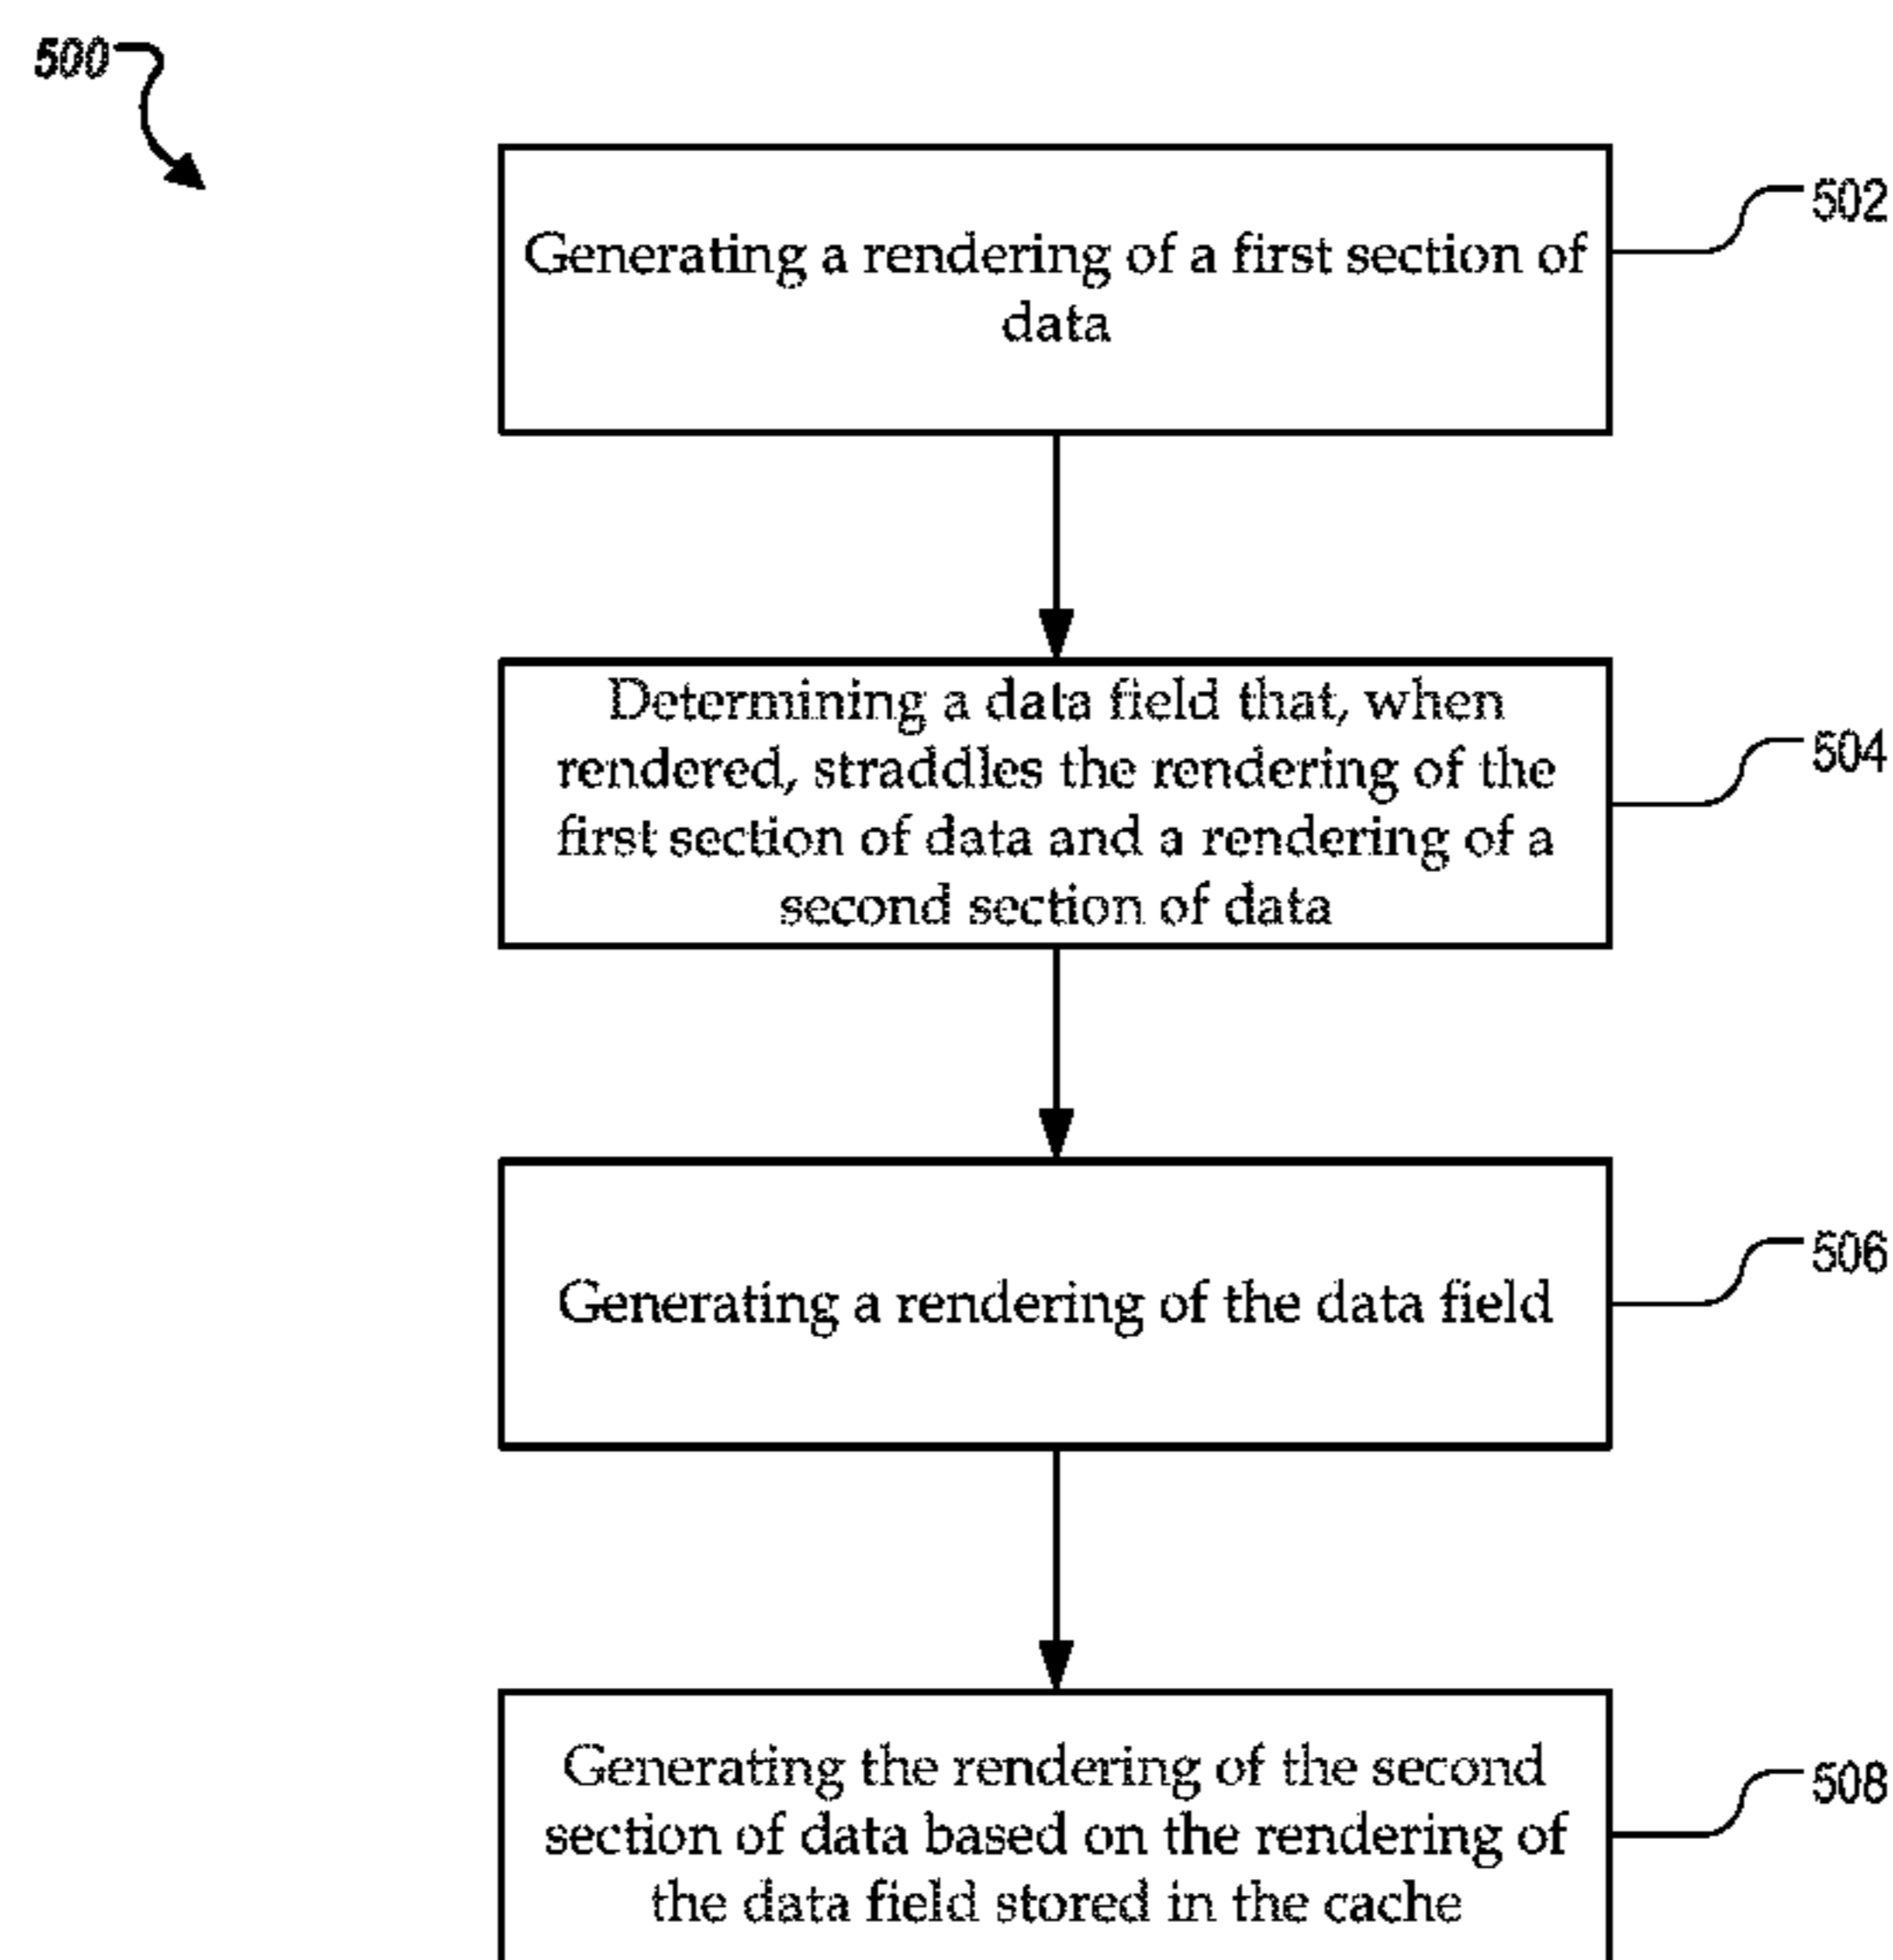 500
Generating a rendering of a first section of
data
502
Determining a data field that, when
rendered, straddles the rendering of the
first section of data and a rendering of a
second section of data
504
Generating a rendering of the data field
506
Generating the rendering of the second
section of data based on the rendering of
the data field stored in the cache
508